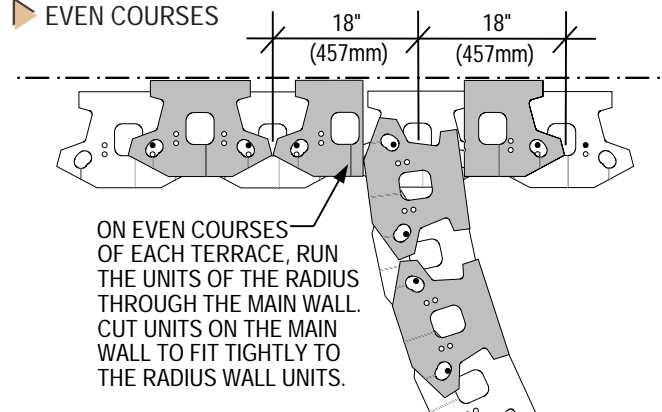 EVEN COURSES
18" 18"
(457mm) (457mm)
ON EVEN COURSES
OF EACH TERRACE, RUN
THE UNITS OF THE RADIUS
THROUGH THE MAIN WALL.
CUT UNITS ON THE MAIN
WALL TO FIT TIGHTLY TO
THE RADIUS WALL UNITS.